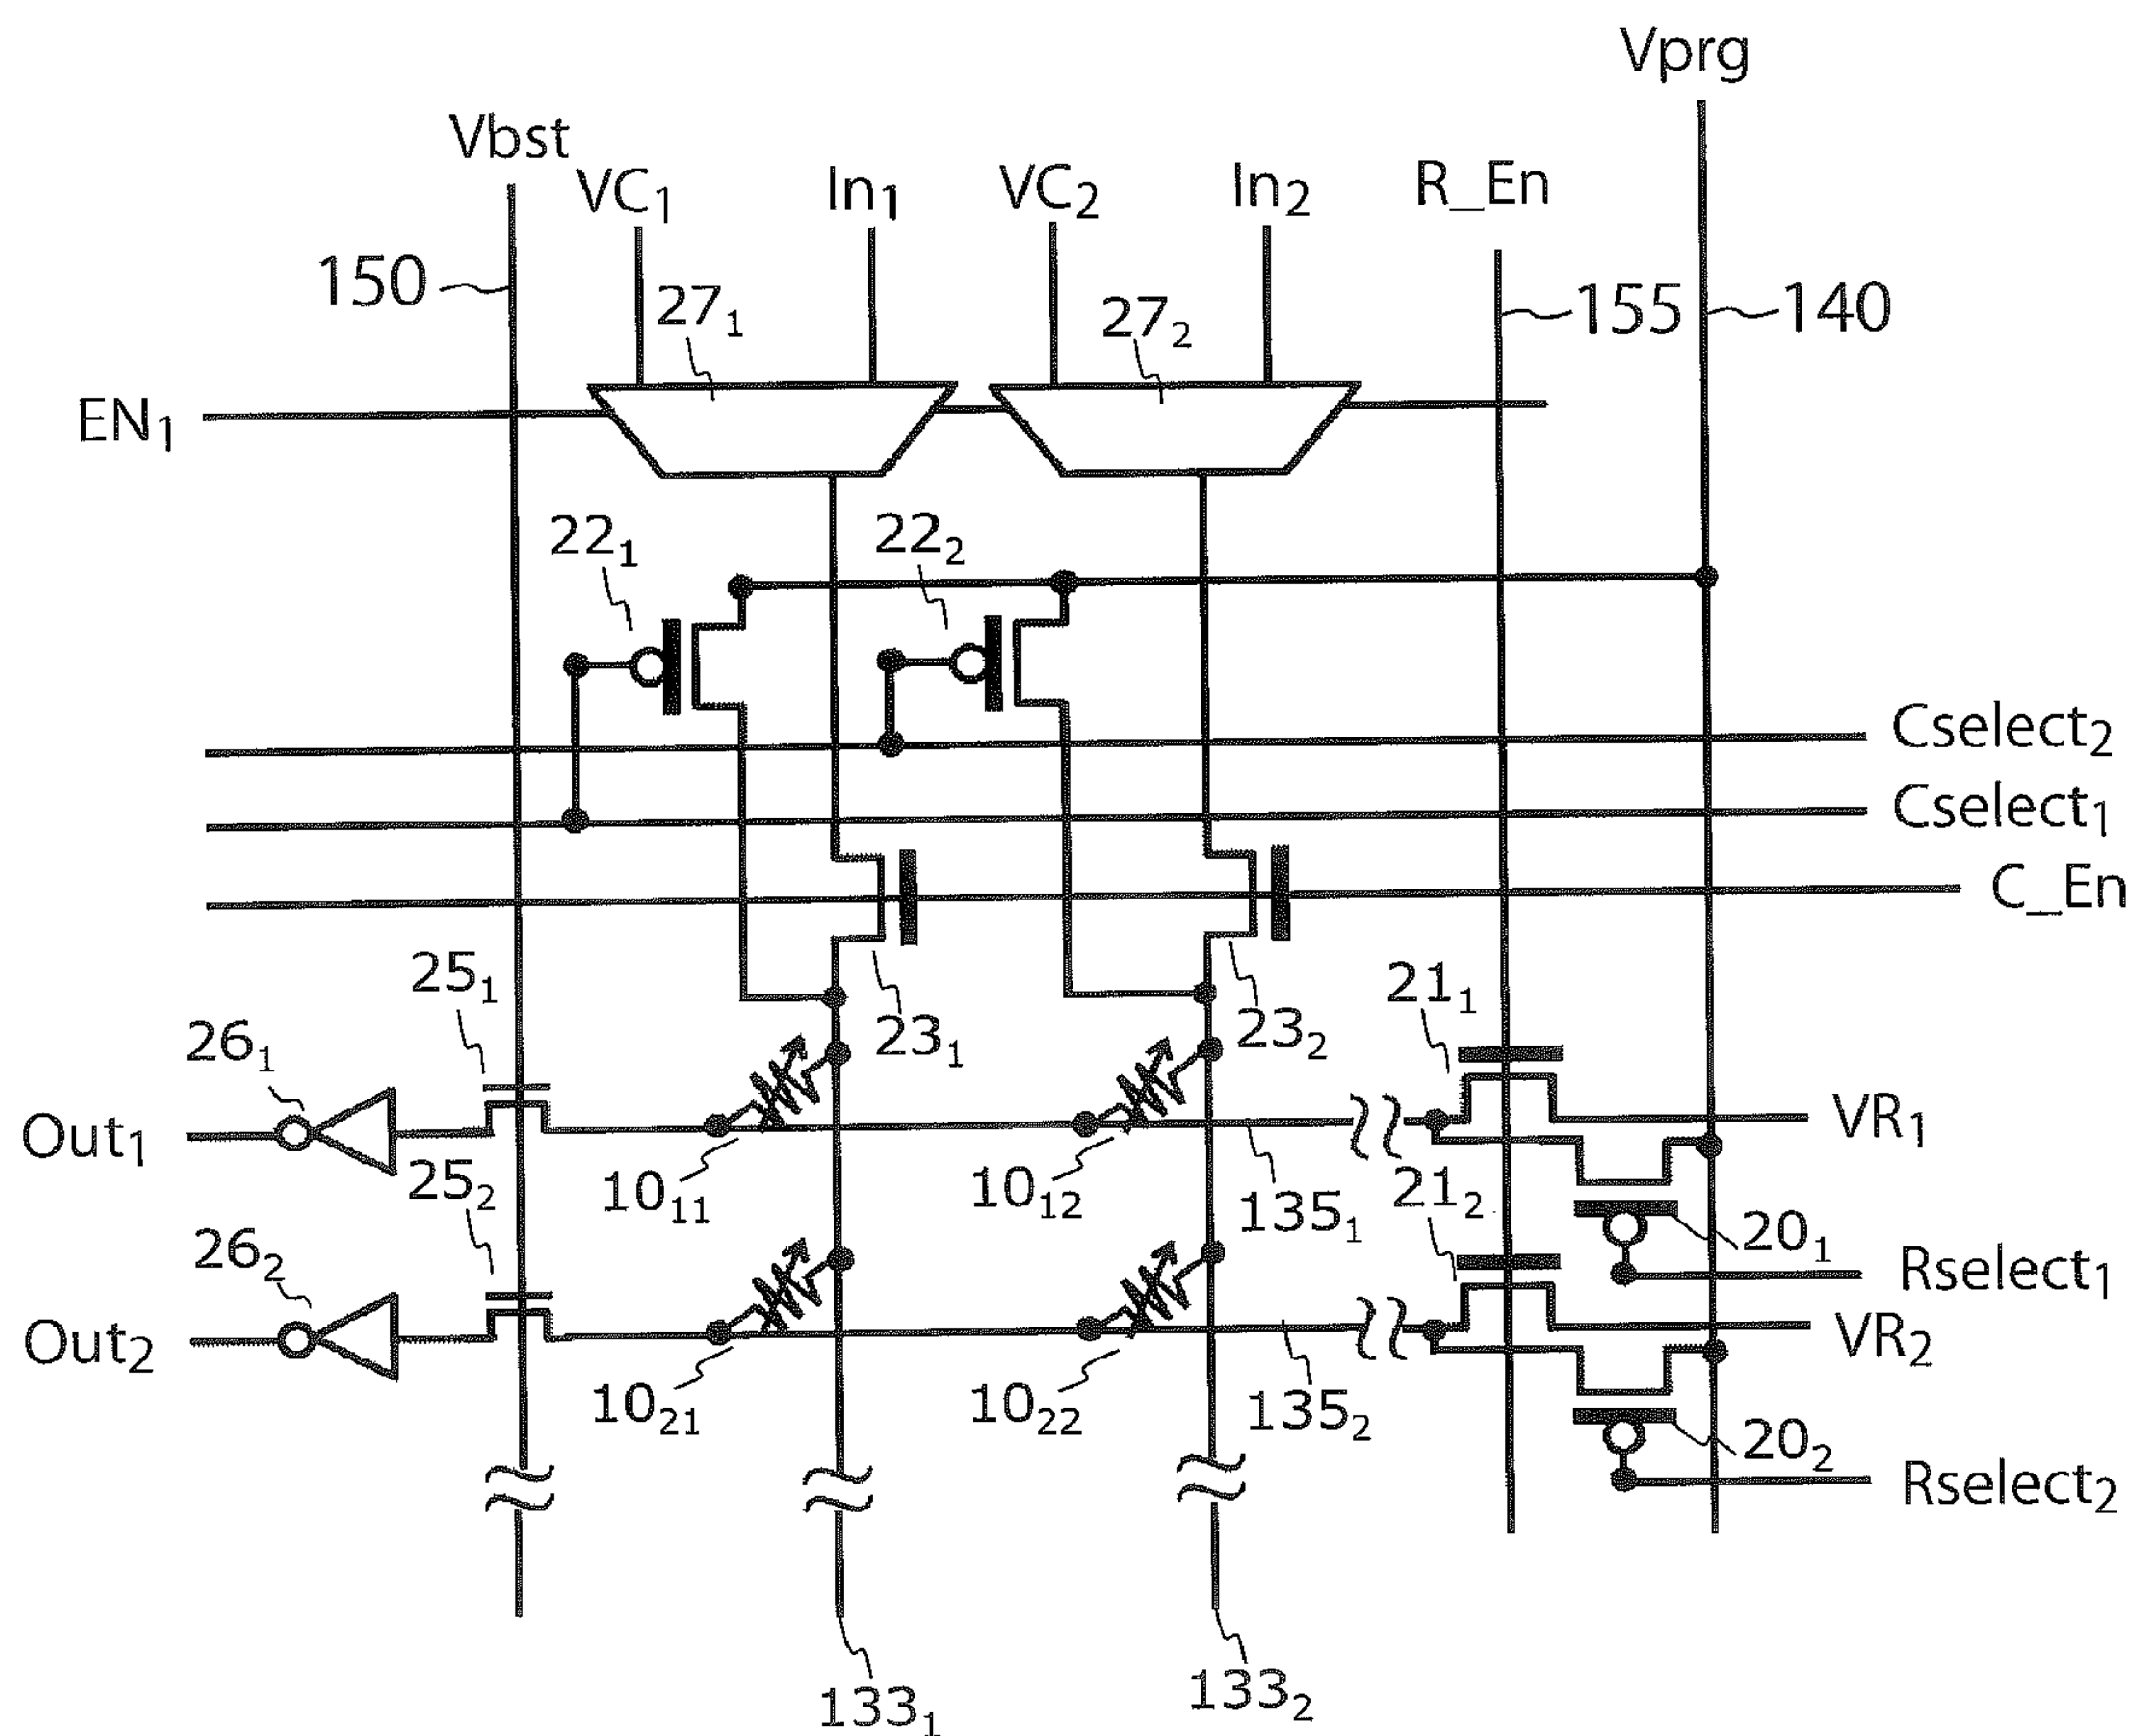 Vprg
Vbst
VC1
In1
VC2
In2
R_En
150
27₁
27₂
155
140
EN1
22₁
22₂
Cselect2
Cselect1
C_En
25₁
21₁
26₁
23₁
23₂
Out1
VR1
25₂
10₁₁
10₁₂
135₁
21₂
20₁
26₂
Rselect1
Out2
VR2
10₂₁
10₂₂
135₂
20₂
Rselect2
133₁
133₂